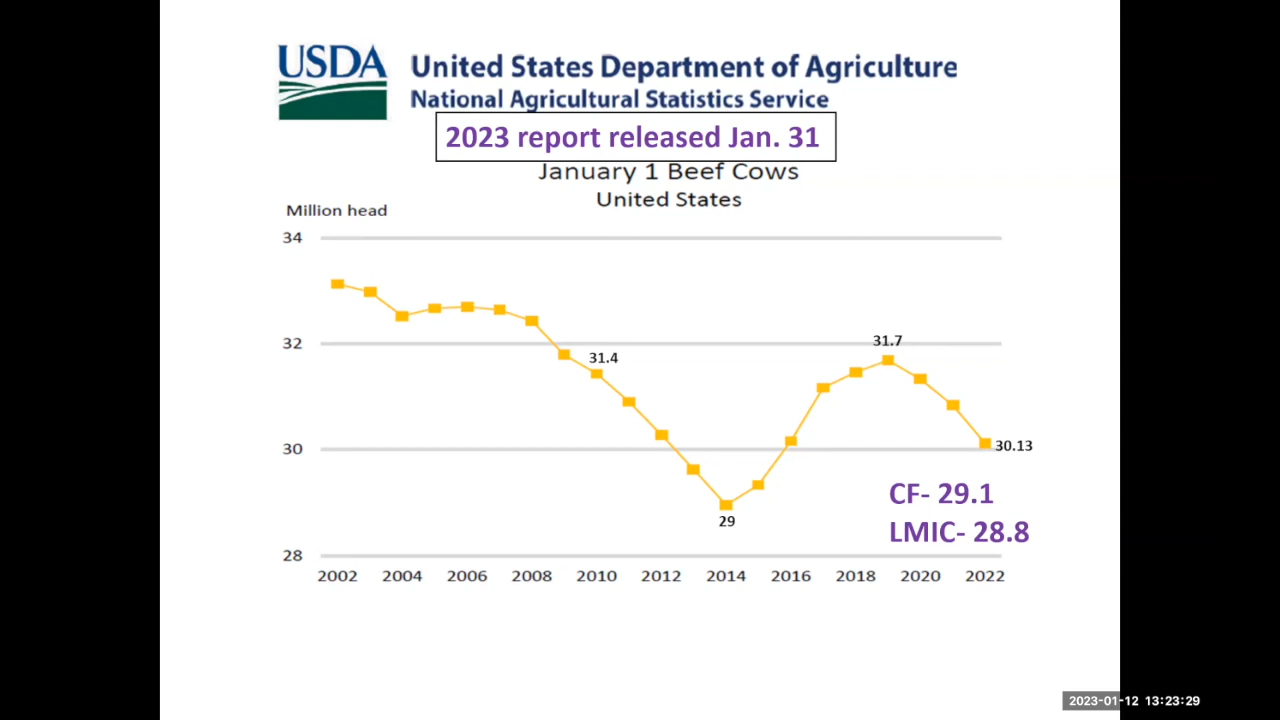 USDA
United States Department of Agriculture
National Agricultural Statistics Service
2023 report released Jan. 31
January 1 Beef Cows
United States
Million head
34
32
30
28
31.4
29
31.7
30.13
CF- 29.1
LMIC- 28.8
2002 2004 2006 2008 2010 2012 2014 2016 2018 2020 2022
2023-01-12 13:23:29